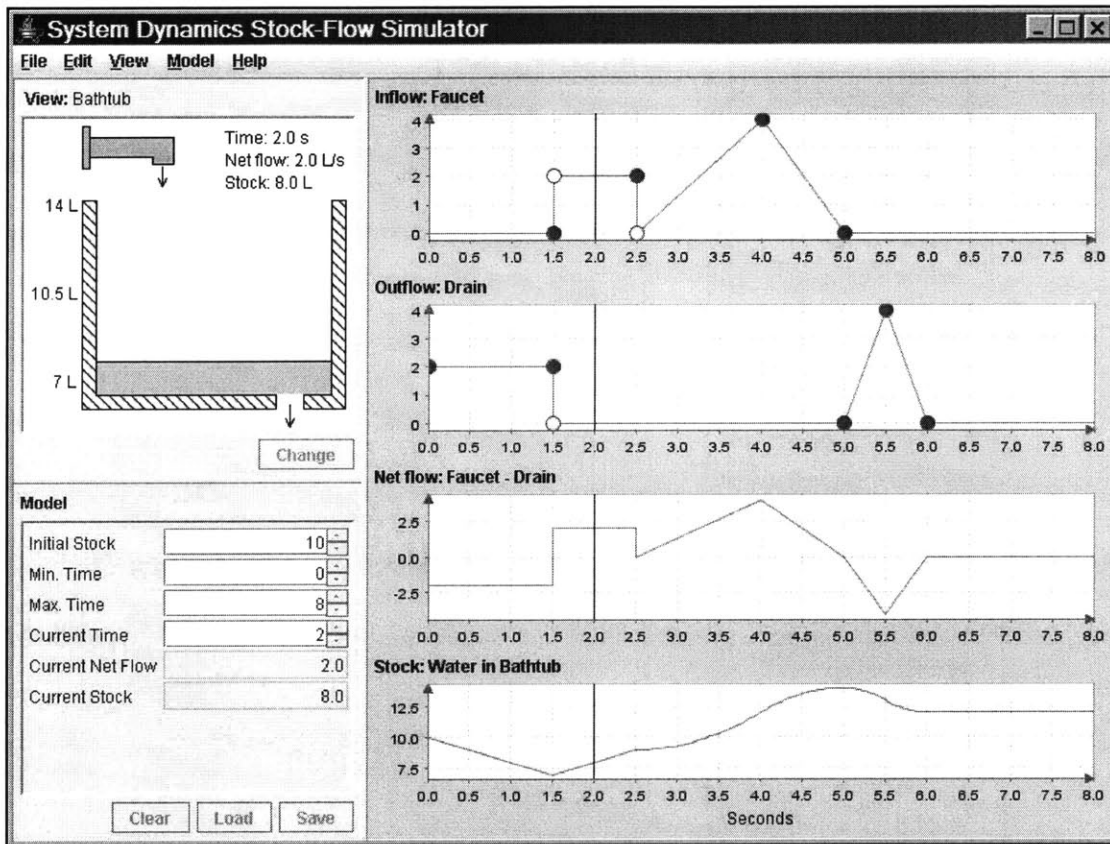 System Dynamics Stock-Flow Simulator
File Edit View Model Help
View: Bathtub
Time: 2.0 s
Net flow: 2.0 L/s
Stock: 8.0 L
14 L
10.5 L
7 L
Change
Model
Initial Stock 10
Min. Time 0
Max. Time 8
Current Time 2
Current Net Flow 2.0
Current Stock 8.0
Clear Load Save
Inflow: Faucet
4
3
2
1
0
0.0 0.5 1.0 1.5 2.0 2.5 3.0 3.5 4.0 4.5 5.0 5.5 6.0 6.5 7.0 7.5 8.0
Outflow: Drain
4
3
2
1
0
0.0 0.5 1.0 1.5 2.0 2.5 3.0 3.5 4.0 4.5 5.0 5.5 6.0 6.5 7.0 7.5 8.0
Net flow: Faucet - Drain
2.5
0.0
-2.5
0.0 0.5 1.0 1.5 2.0 2.5 3.0 3.5 4.0 4.5 5.0 5.5 6.0 6.5 7.0 7.5 8.0
Stock: Water in Bathtub
12.5
10.0
7.5
0.0 0.5 1.0 1.5 2.0 2.5 3.0 3.5 4.0 4.5 5.0 5.5 6.0 6.5 7.0 7.5 8.0
Seconds